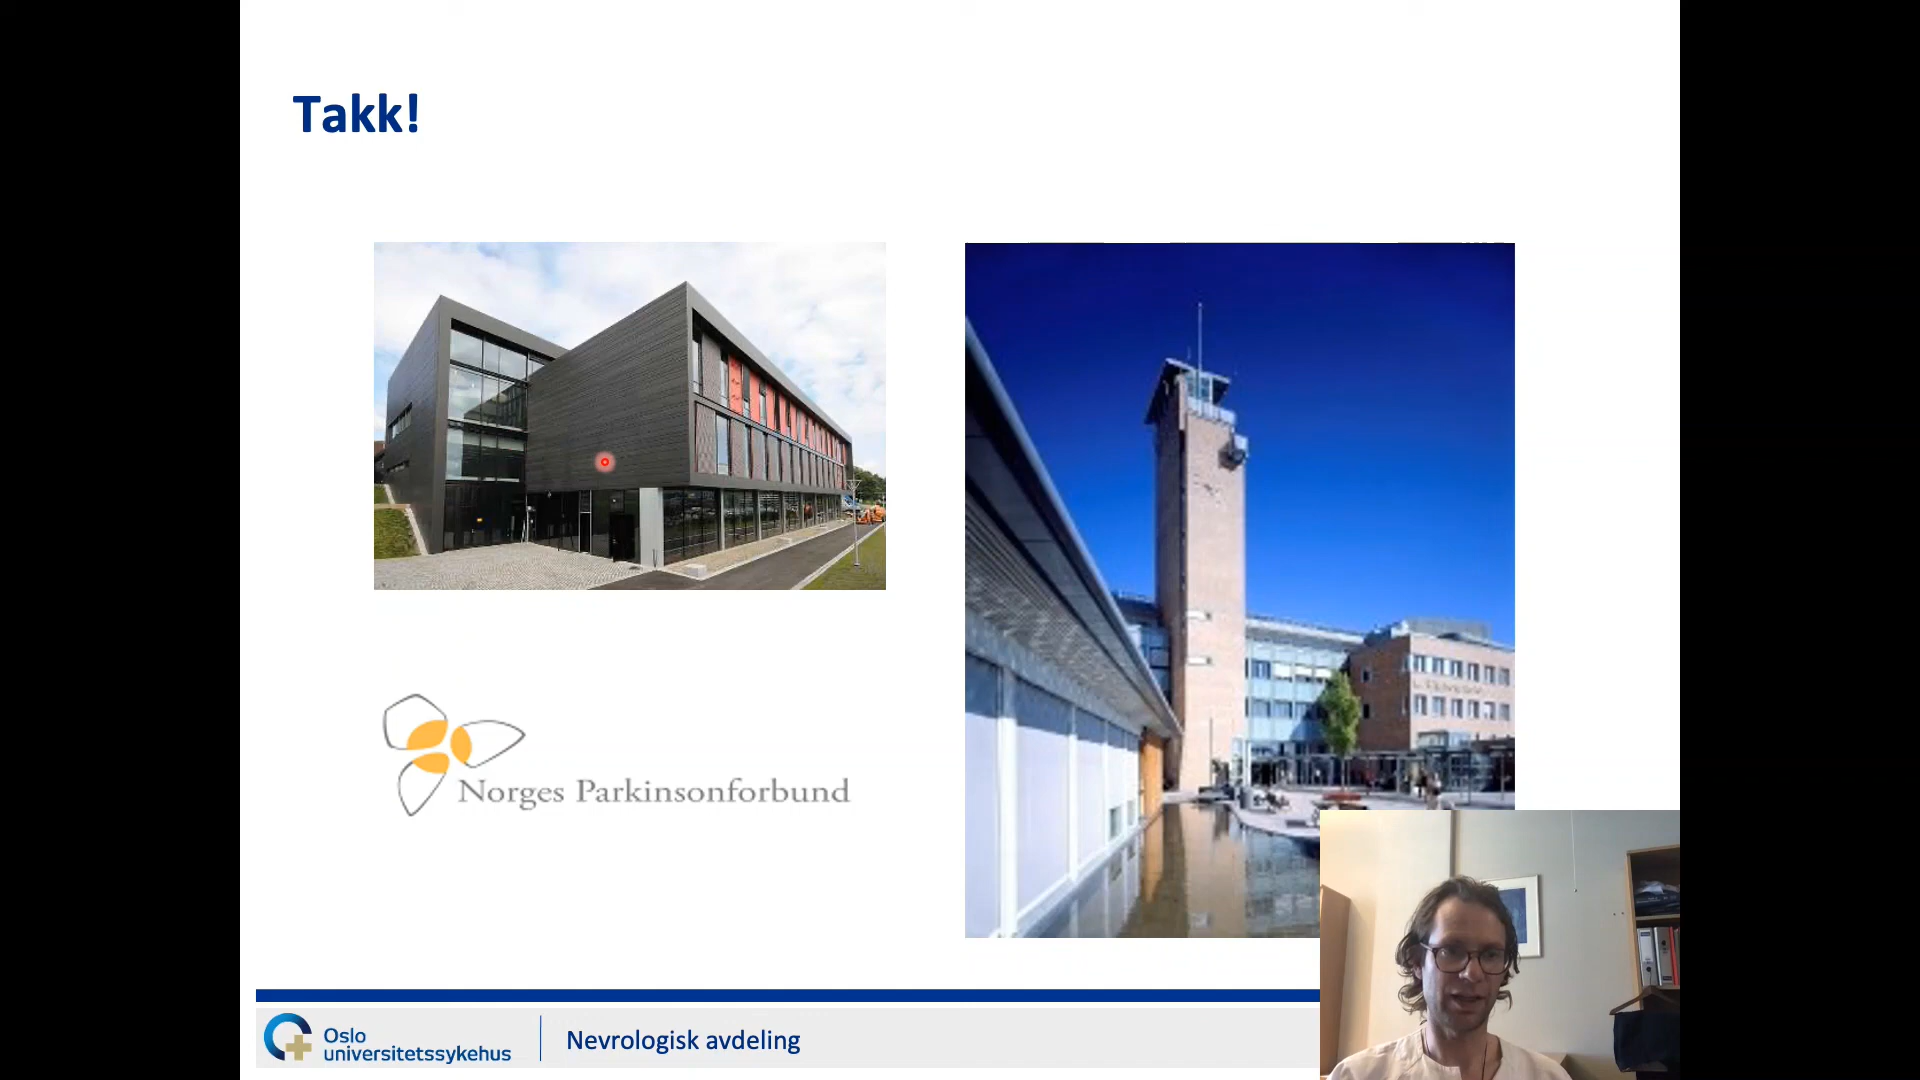 Takk!
Norges Parkinsonforbund
Oslo
universitetssykehus
Nevrologisk avdeling